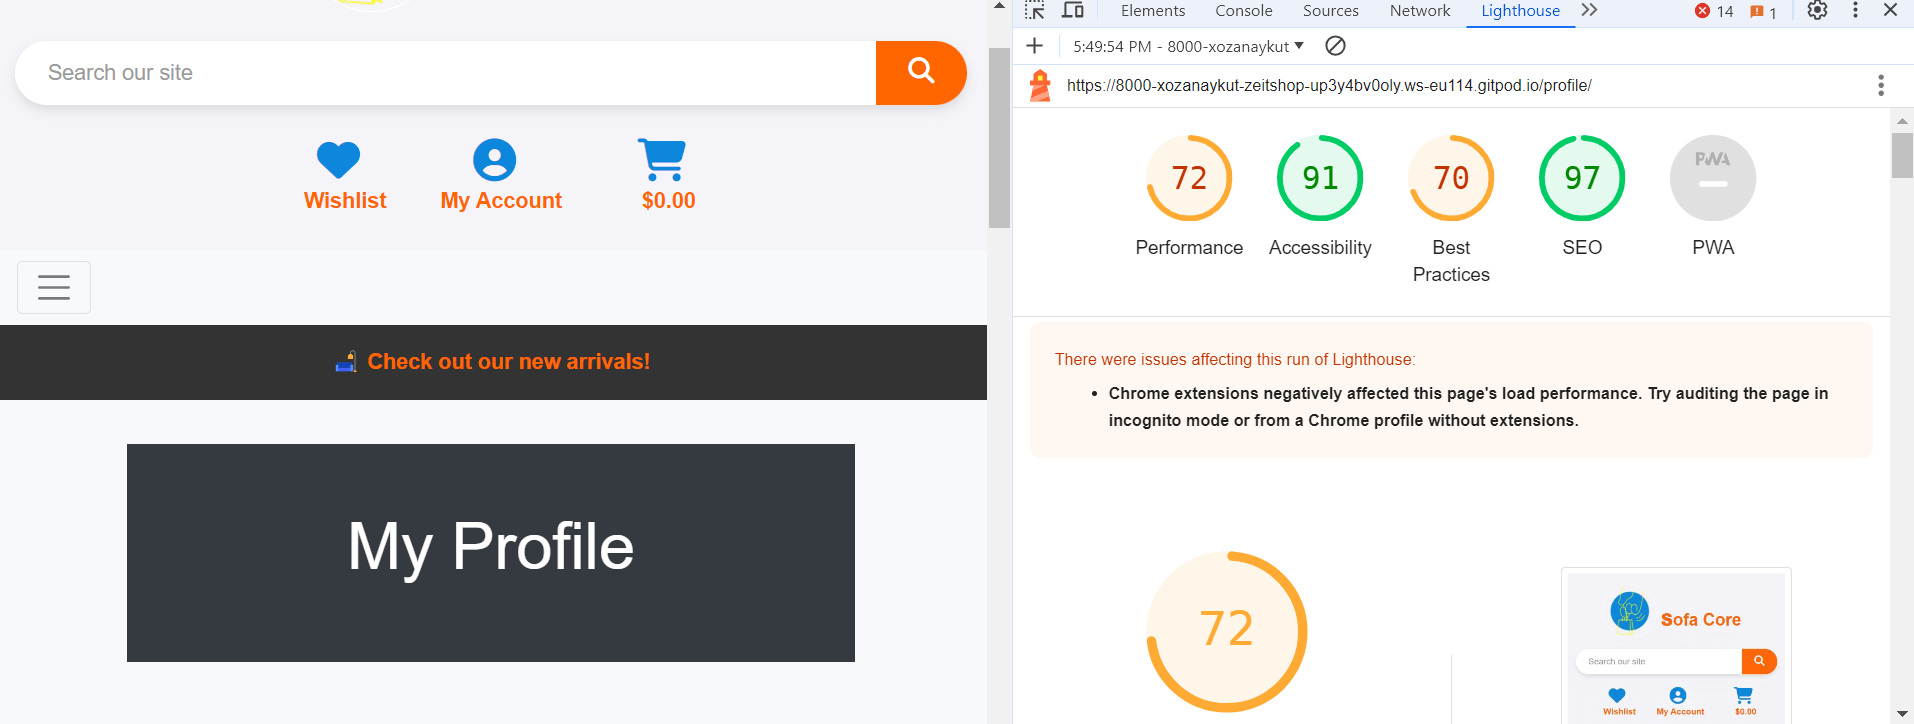 Search our site
Wishlist
My Account
$0.00
Check out our new arrivals!
My Profile
Elements
Console
Sources
Network
Lighthouse
14
1
5:49:54 PM - 8000-xozanaykut
https://8000-xozanaykut-zeitshop-up3y4bv0oly.ws-eu114.gitpod.io/profile/
72
91
70
97
PWA
Performance
Accessibility
Best
Practices
SEO
PWA
There were issues affecting this run of Lighthouse:
Chrome extensions negatively affected this page's load performance. Try auditing the page in
incognito mode or from a Chrome profile without extensions.
72
Sofa Core
Search our site
Wishlist
My Account
$0.00